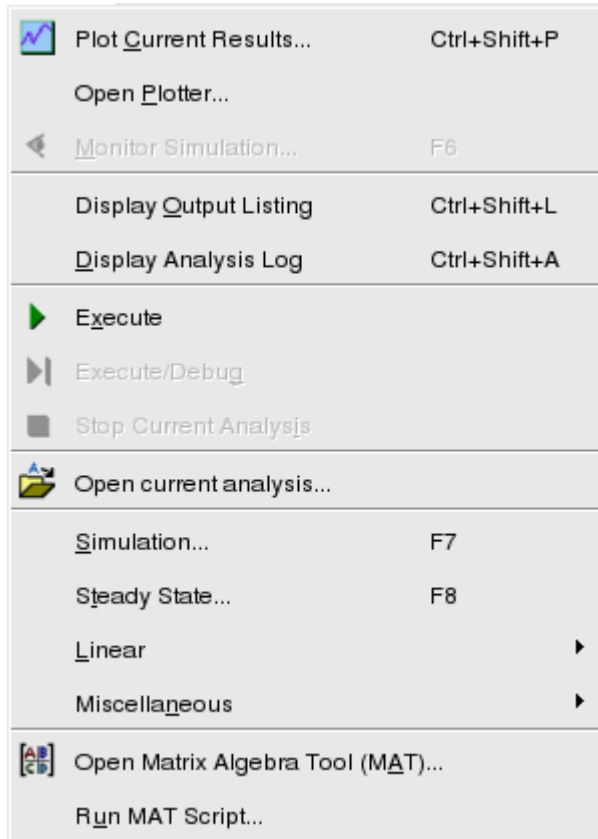 Plot Current Results... Ctrl+Shift+P
Open Plotter...
Monitor Simulation... F6
Display Output Listing Ctrl+Shift+L
Display Analysis Log Ctrl+Shift+A
Execute
Execute/Debug
Stop Current Analysis
Open current analysis...
Simulation... F7
Steady State... F8
Linear
Miscellaneous
Open Matrix Algebra Tool (MAT)...
Run MAT Script...